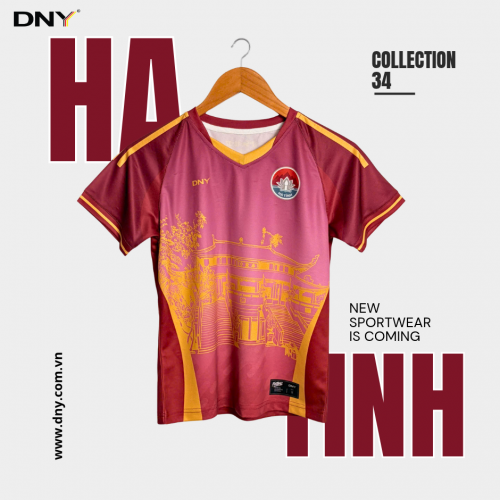 DNY
HA
COLLECTION
34
DNY
NEW
SPORTWEAR
IS COMING
www.dny.com.vn
TINH